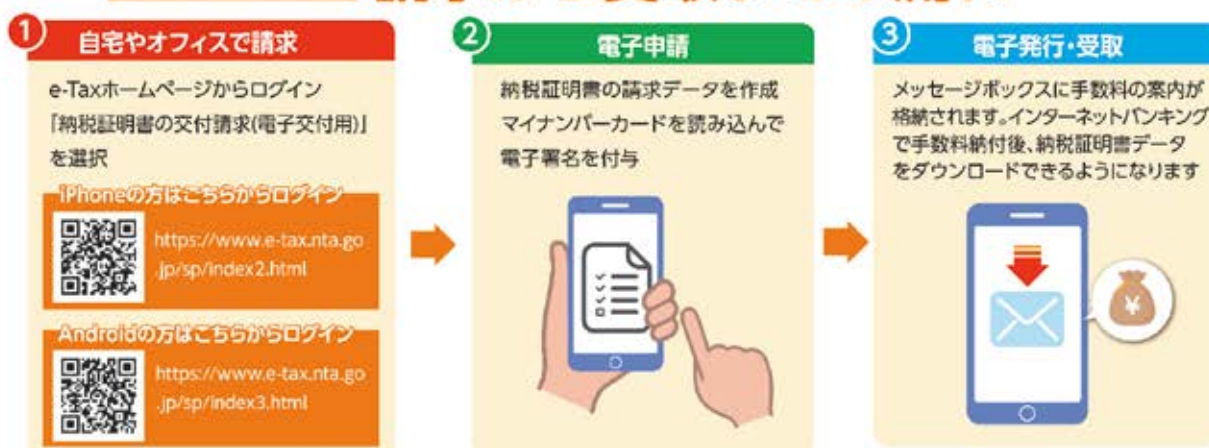 1
自宅やオフィスで請求
e-Taxホームページからログイン
「納税証明書の交付請求(電子交付用)」
を選択
iPhoneの方はこちらからログイン
https://www.e-tax.nta.go
.jp/sp/index2.html
Androidの方はこちらからログイン
https://www.e-tax.nta.go
.jp/sp/index3.html
2
電子申請
納税証明書の請求データを作成
マイナンバーカードを読み込んで
電子署名を付与
3
電子発行・受取
メッセージボックスに手数料の案内が
格納されます。インターネットバンキング
で手数料納付後、納税証明書データ
をダウンロードできるようになります
¥